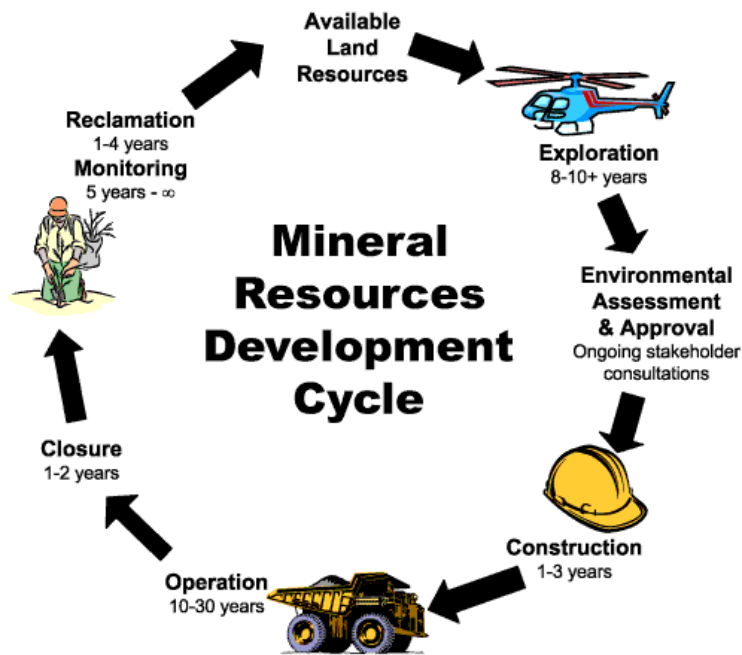 Available
Land
Resources
Exploration
8-10+ years
Environmental
Assessment
& Approval
Ongoing stakeholder
consultations
Construction
1-3 years
Operation
10-30 years
Closure
1-2 years
Reclamation
1-4 years
Monitoring
5 years - ∞
Mineral
Resources
Development
Cycle